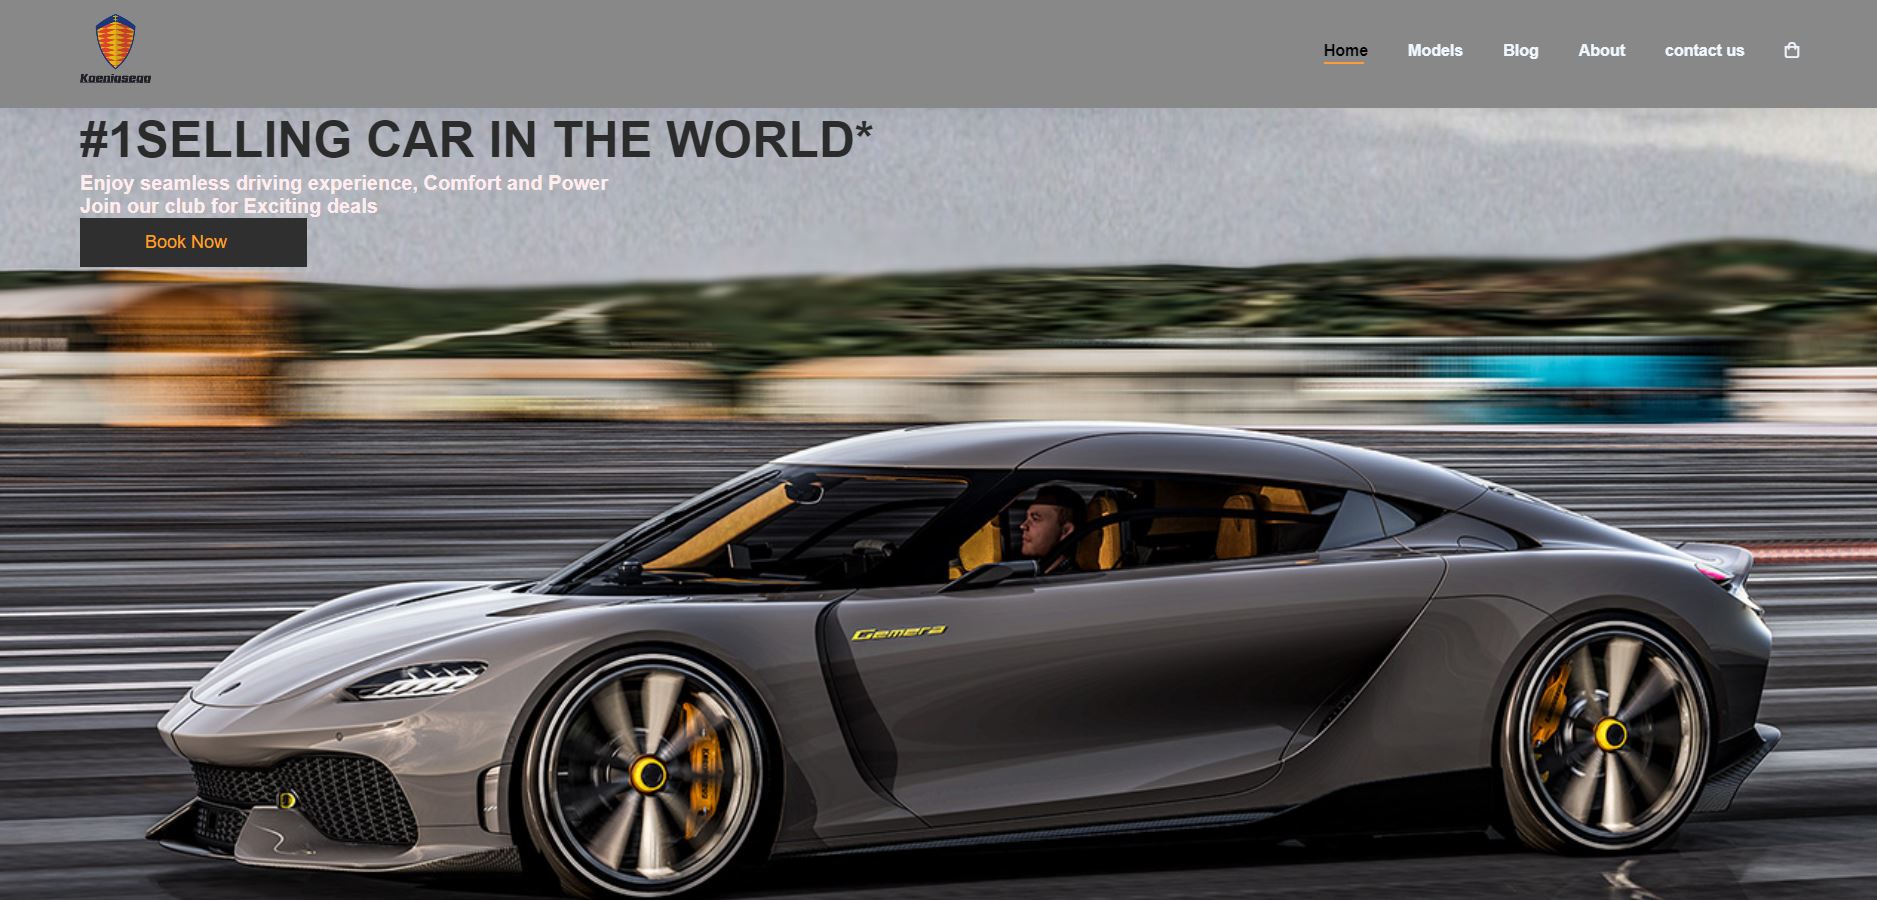 Koenigsegg
Home Models Blog About contact us
#1SELLING CAR IN THE WORLD*
Enjoy seamless driving experience, Comfort and Power
Join our club for Exciting deals
Book Now
Gemera